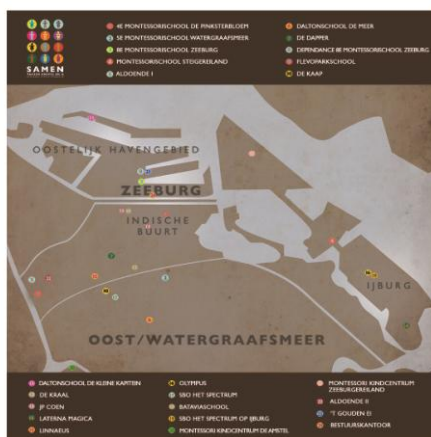 SAMEN
4E MONTESSORISCHOOL DE PINKSTERBLOEM
5E MONTESSORISCHOOL WATERGRAAFSMEER
8E MONTESSORISCHOOL ZEEBURG
MONTESSORISCHOOL STEIGEREILAND
ALDOENDE I
DALTONSCHOOL DE MEER
DE DAPPER
DEPENDANCE 8E MONTESSORISCHOOL ZEEBURG
FLEVOPARKSCHOOL
DE KAAP
OOSTELIJK HAVENGEBIED
ZEEBURG
INDISCHE
BUURT
IJBURG
OOST/WATERGRAAFSMEER
DALTONSCHOOL DE KLEINE KAPITEIN
DE KRAAL
JP COEN
LATERNA MAGICA
LINNAEUS
OLYMPUS
SBO HET SPECTRUM
BATAVIASCHOOL
SBO HET SPECTRUM OP IJBURG
MONTESSORI KINDCENTRUM DEAMSTEL
MONTESSORI KINDCENTRUM
ZEEBURGEREILAND
ALDOENDE II
'T GOUDEN EI
BESTUURSKANTOOR